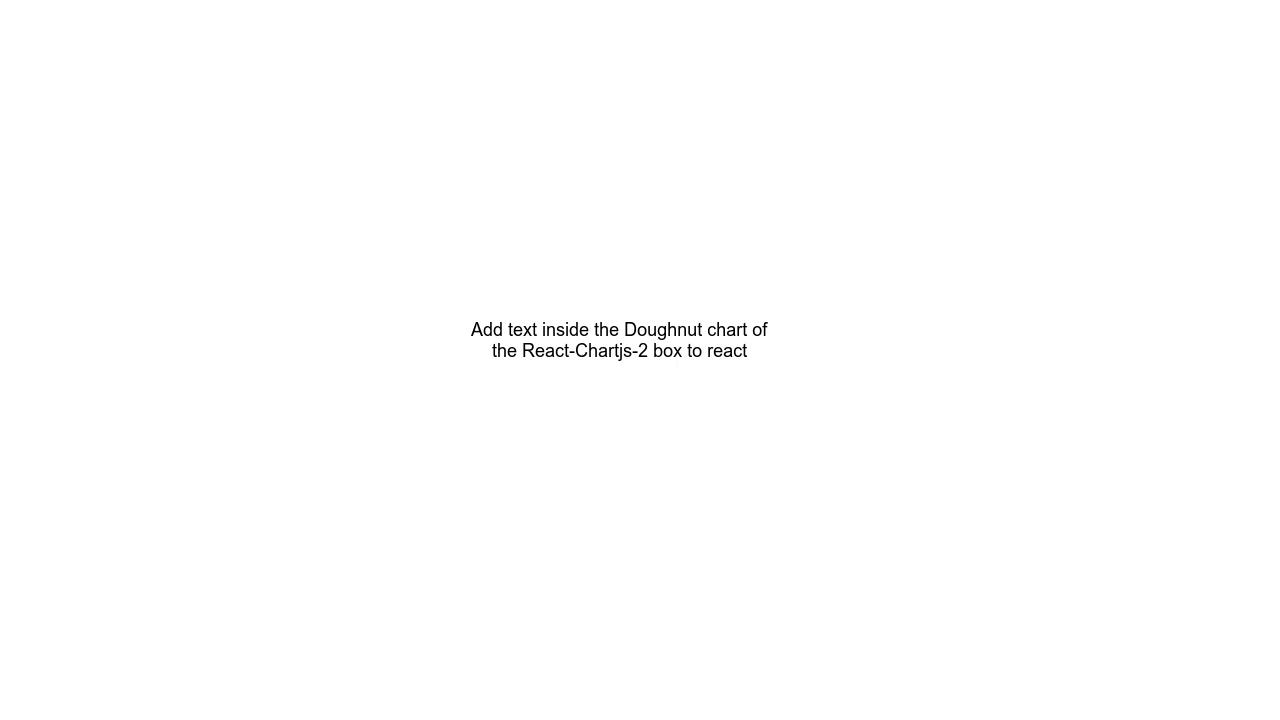 Add text inside the Doughnut chart of
the React-Chartjs-2 box to react